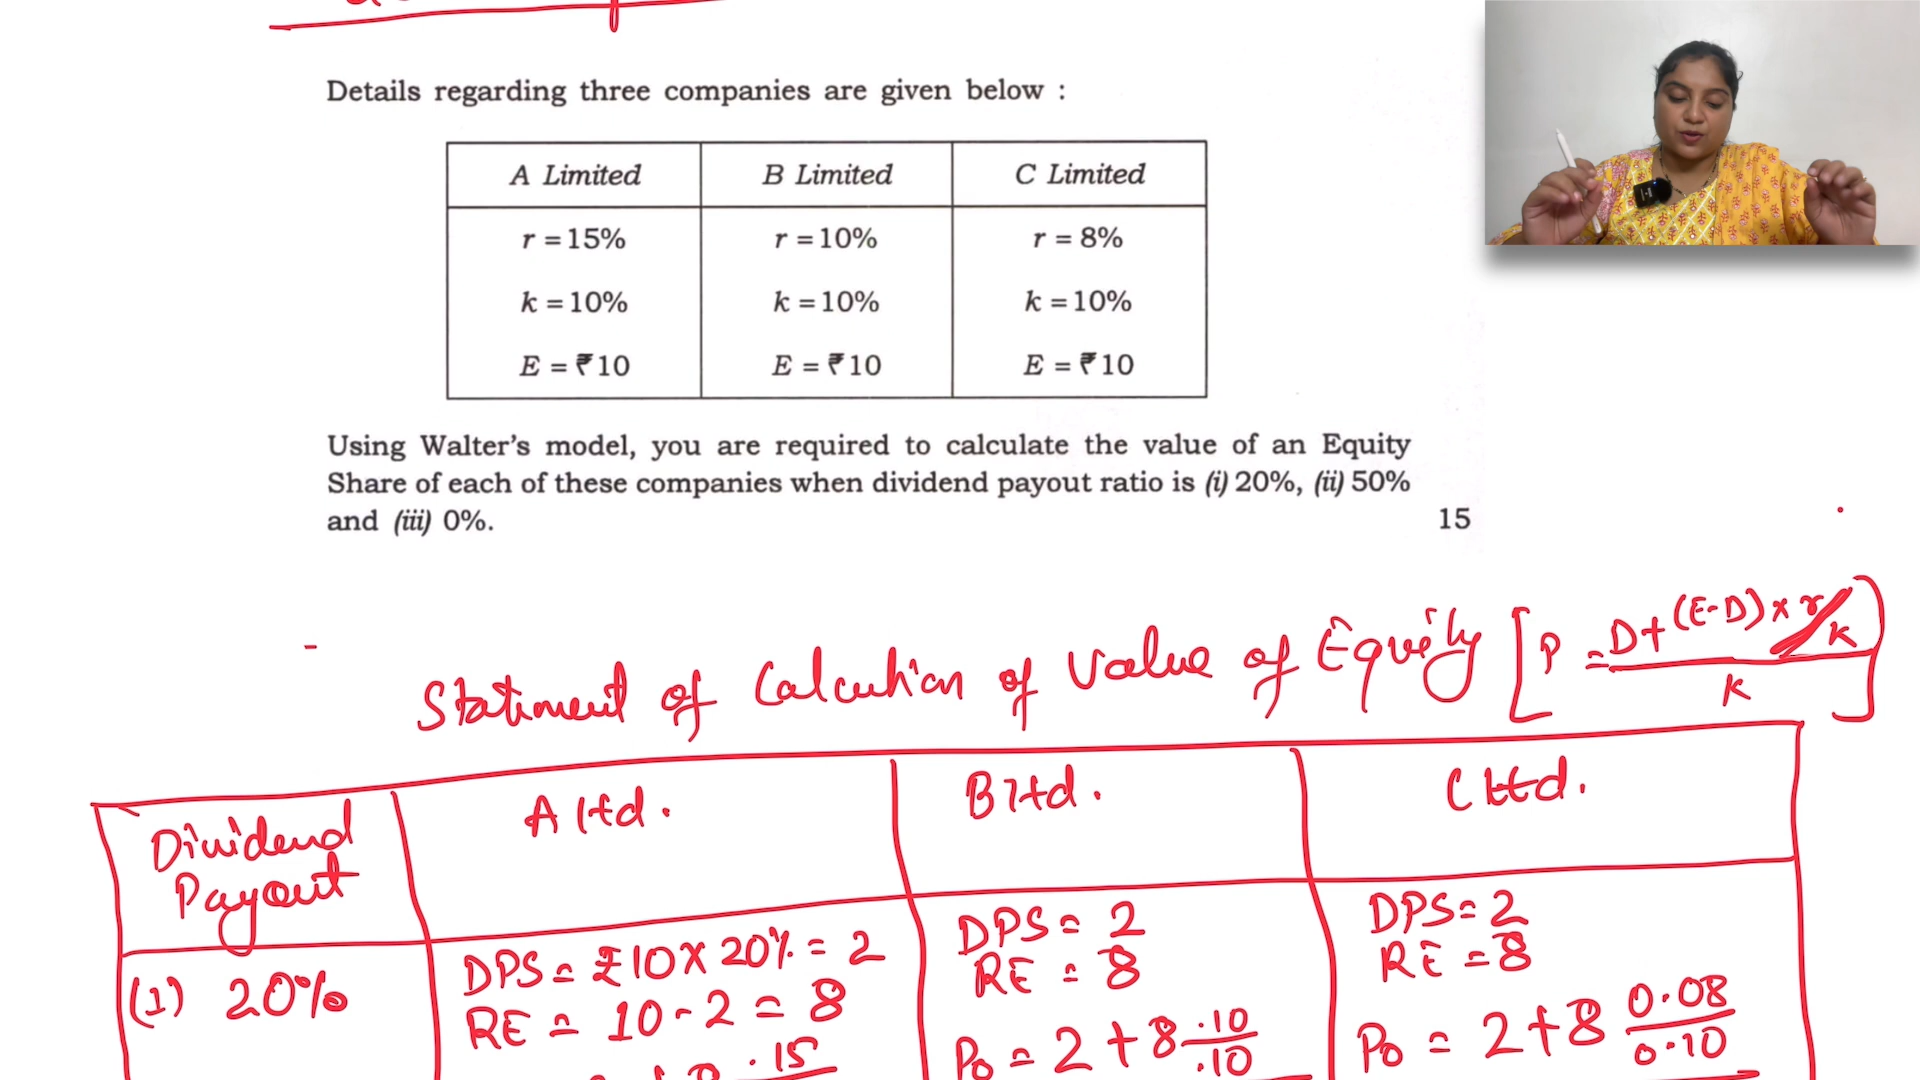 Details regarding three companies are given below :
A Limited B Limited C Limited
r = 15% r = 10% r = 8%
k = 10% k = 10% k = 10%
E = ₹ 10 E = ₹ 10 E = ₹ 10
Using Walter's model, you are required to calculate the value of an Equity
Share of each of these companies when dividend payout ratio is (i) 20%, (ii) 50%
and (iii) 0%. 15
Statement of Calculation of Value of Equity [P = D + (E-D) × r/k / k]
Dividend Payout A ltd. B ltd. C Ltd.
(1) 20% DPS = ₹10 × 20% = 2 DPS = 2 DPS = 2
RE = 10 - 2 = 8 RE = 8 RE = 8
.15 P0 = 2 + 8 .10/.10 P0 = 2 + 8 0.08/0.10